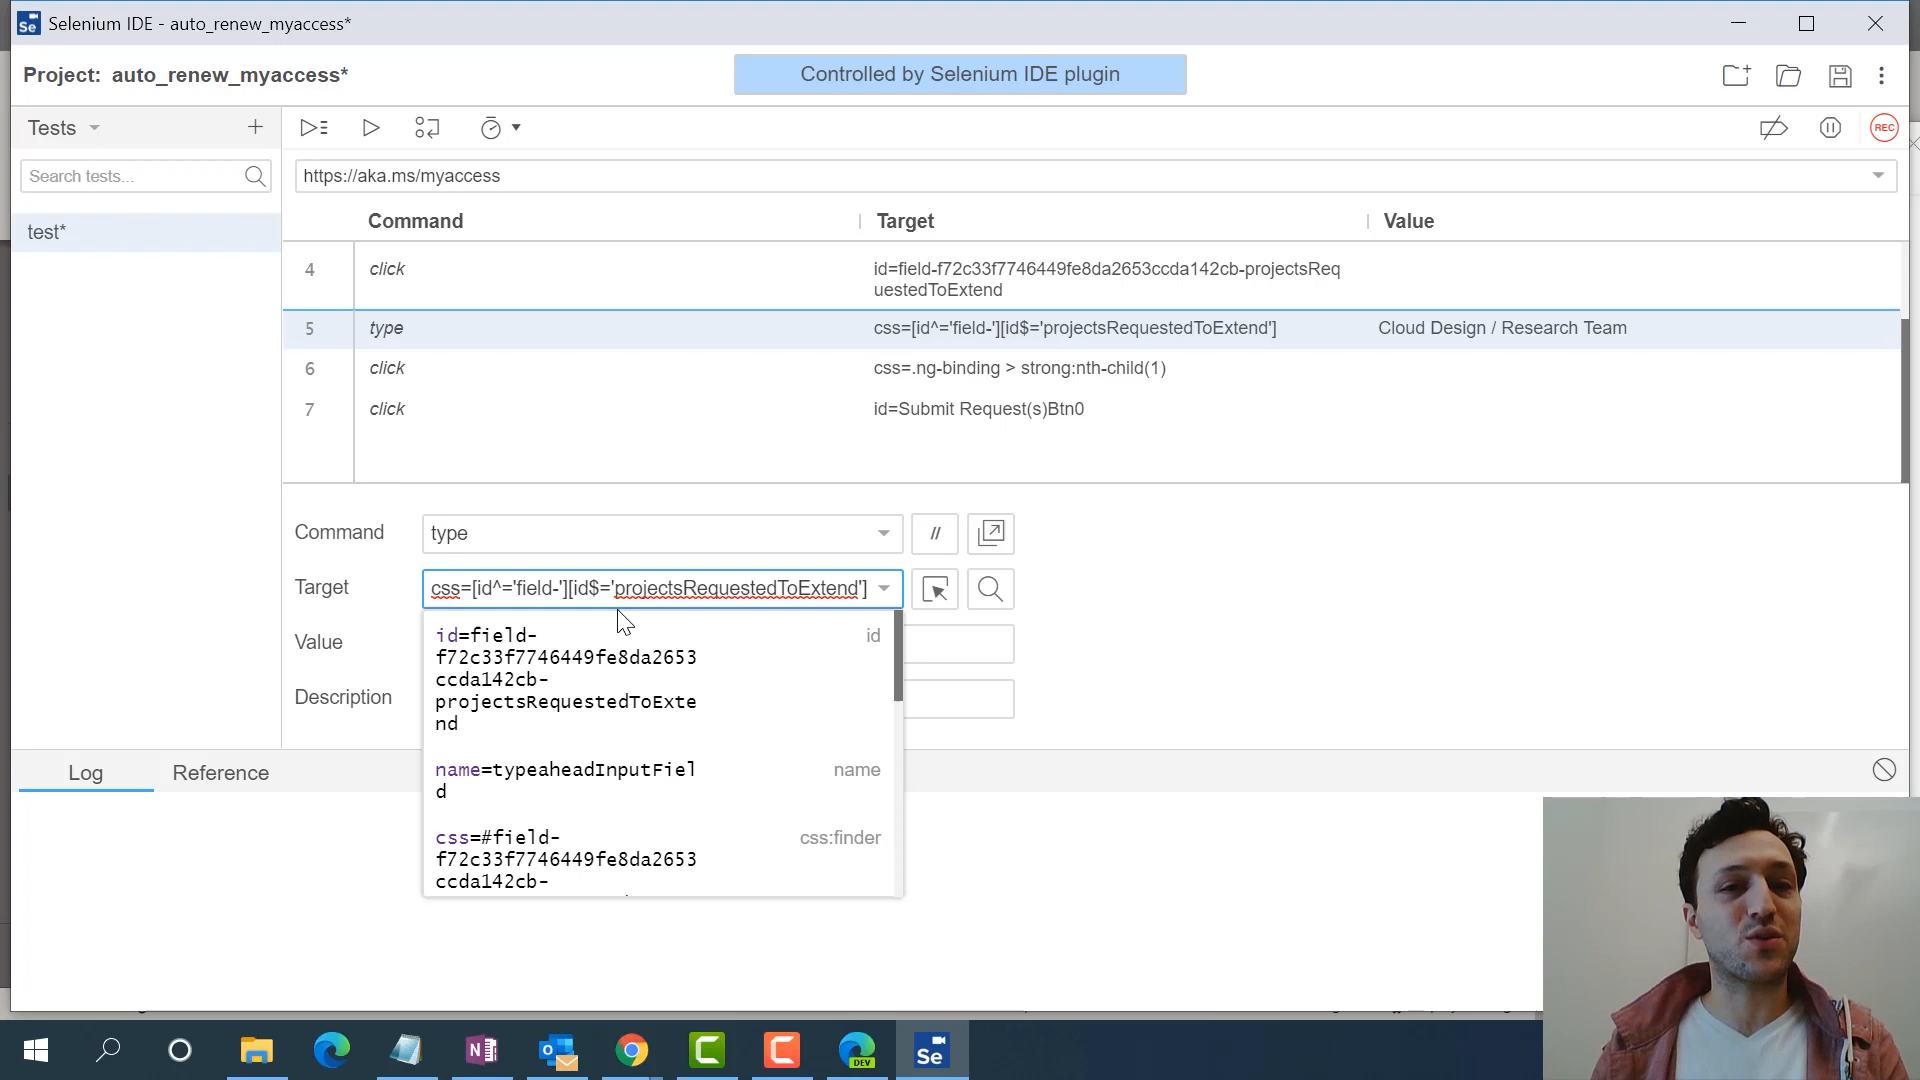 Se Selenium IDE - auto_renew_myaccess*
Project: auto_renew_myaccess*
Controlled by Selenium IDE plugin
Tests
REC
Search tests...
https://aka.ms/myaccess
test*
Command Target Value
4 click id=field-f72c33f7746449fe8da2653ccda142cb-projectsReq
uestedToExtend
5 type css=[id^='field-'][id$='projectsRequestedToExtend'] Cloud Design / Research Team
6 click css=.ng-binding > strong:nth-child(1)
7 click id=Submit Request(s)Btn0
Command type //
Target css=[id^='field-'][id$='projectsRequestedToExtend']
Value
Description
id=field- id
f72c33f7746449fe8da2653
ccda142cb-
projectsRequestedToExte
nd
name=typeaheadInputFiel name
d
css=#field- css:finder
f72c33f7746449fe8da2653
ccda142cb-
Log Reference
DEV
Se